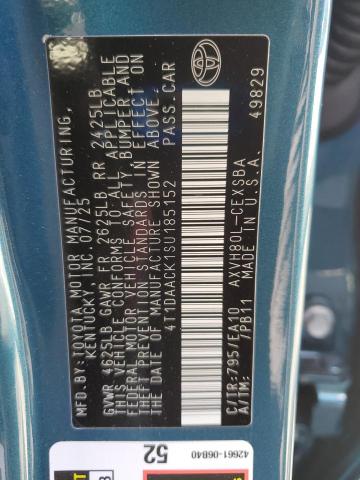 MFD.BY:TOYOTA MOTOR MANUFACTURING,
KENTUCKY, INC. 07/25
GVWR 4625LB GAWR FR 2625LB RR 2425LB
THIS VEHICLE CONFORMS TO ALL APPLICABLE
FEDERAL MOTOR VEHICLE SAFETY BUMPER AND
THEFT PREVENTION STANDARDS IN EFFECT ON
THE DATE OF MANUFACTURE SHOWN ABOVE.
4T1DAACK1SU185152 PASS.CAR
C/TR:795/EA10 AXVH80L-CEXSBA
A/TM: /PB11 MADE IN U.S.A.
49829
42661-06B40
52